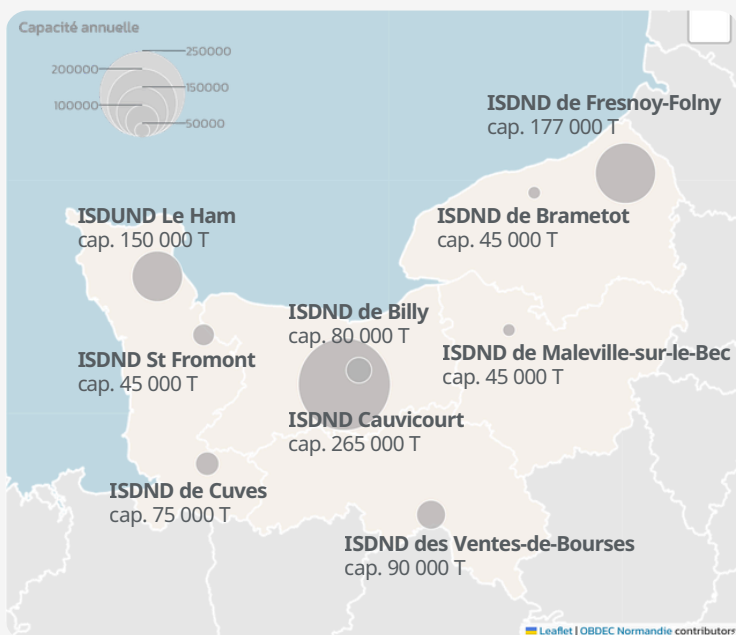 Capacité annuelle
250000
200000
150000
100000
50000
ISDND de Fresnoy-Folny
cap. 177 000 T
ISDUND Le Ham
cap. 150 000 T
ISDND de Brametot
cap. 45 000 T
ISDND de Billy
cap. 80 000 T
ISDND St Fromont
cap. 45 000 T
ISDND de Maleville-sur-le-Bec
cap. 45 000 T
ISDND Cauvicourt
cap. 265 000 T
ISDND de Cuves
cap. 75 000 T
ISDND des Ventes-de-Bourses
cap. 90 000 T
Leaflet | OBDEC Normandie contributors